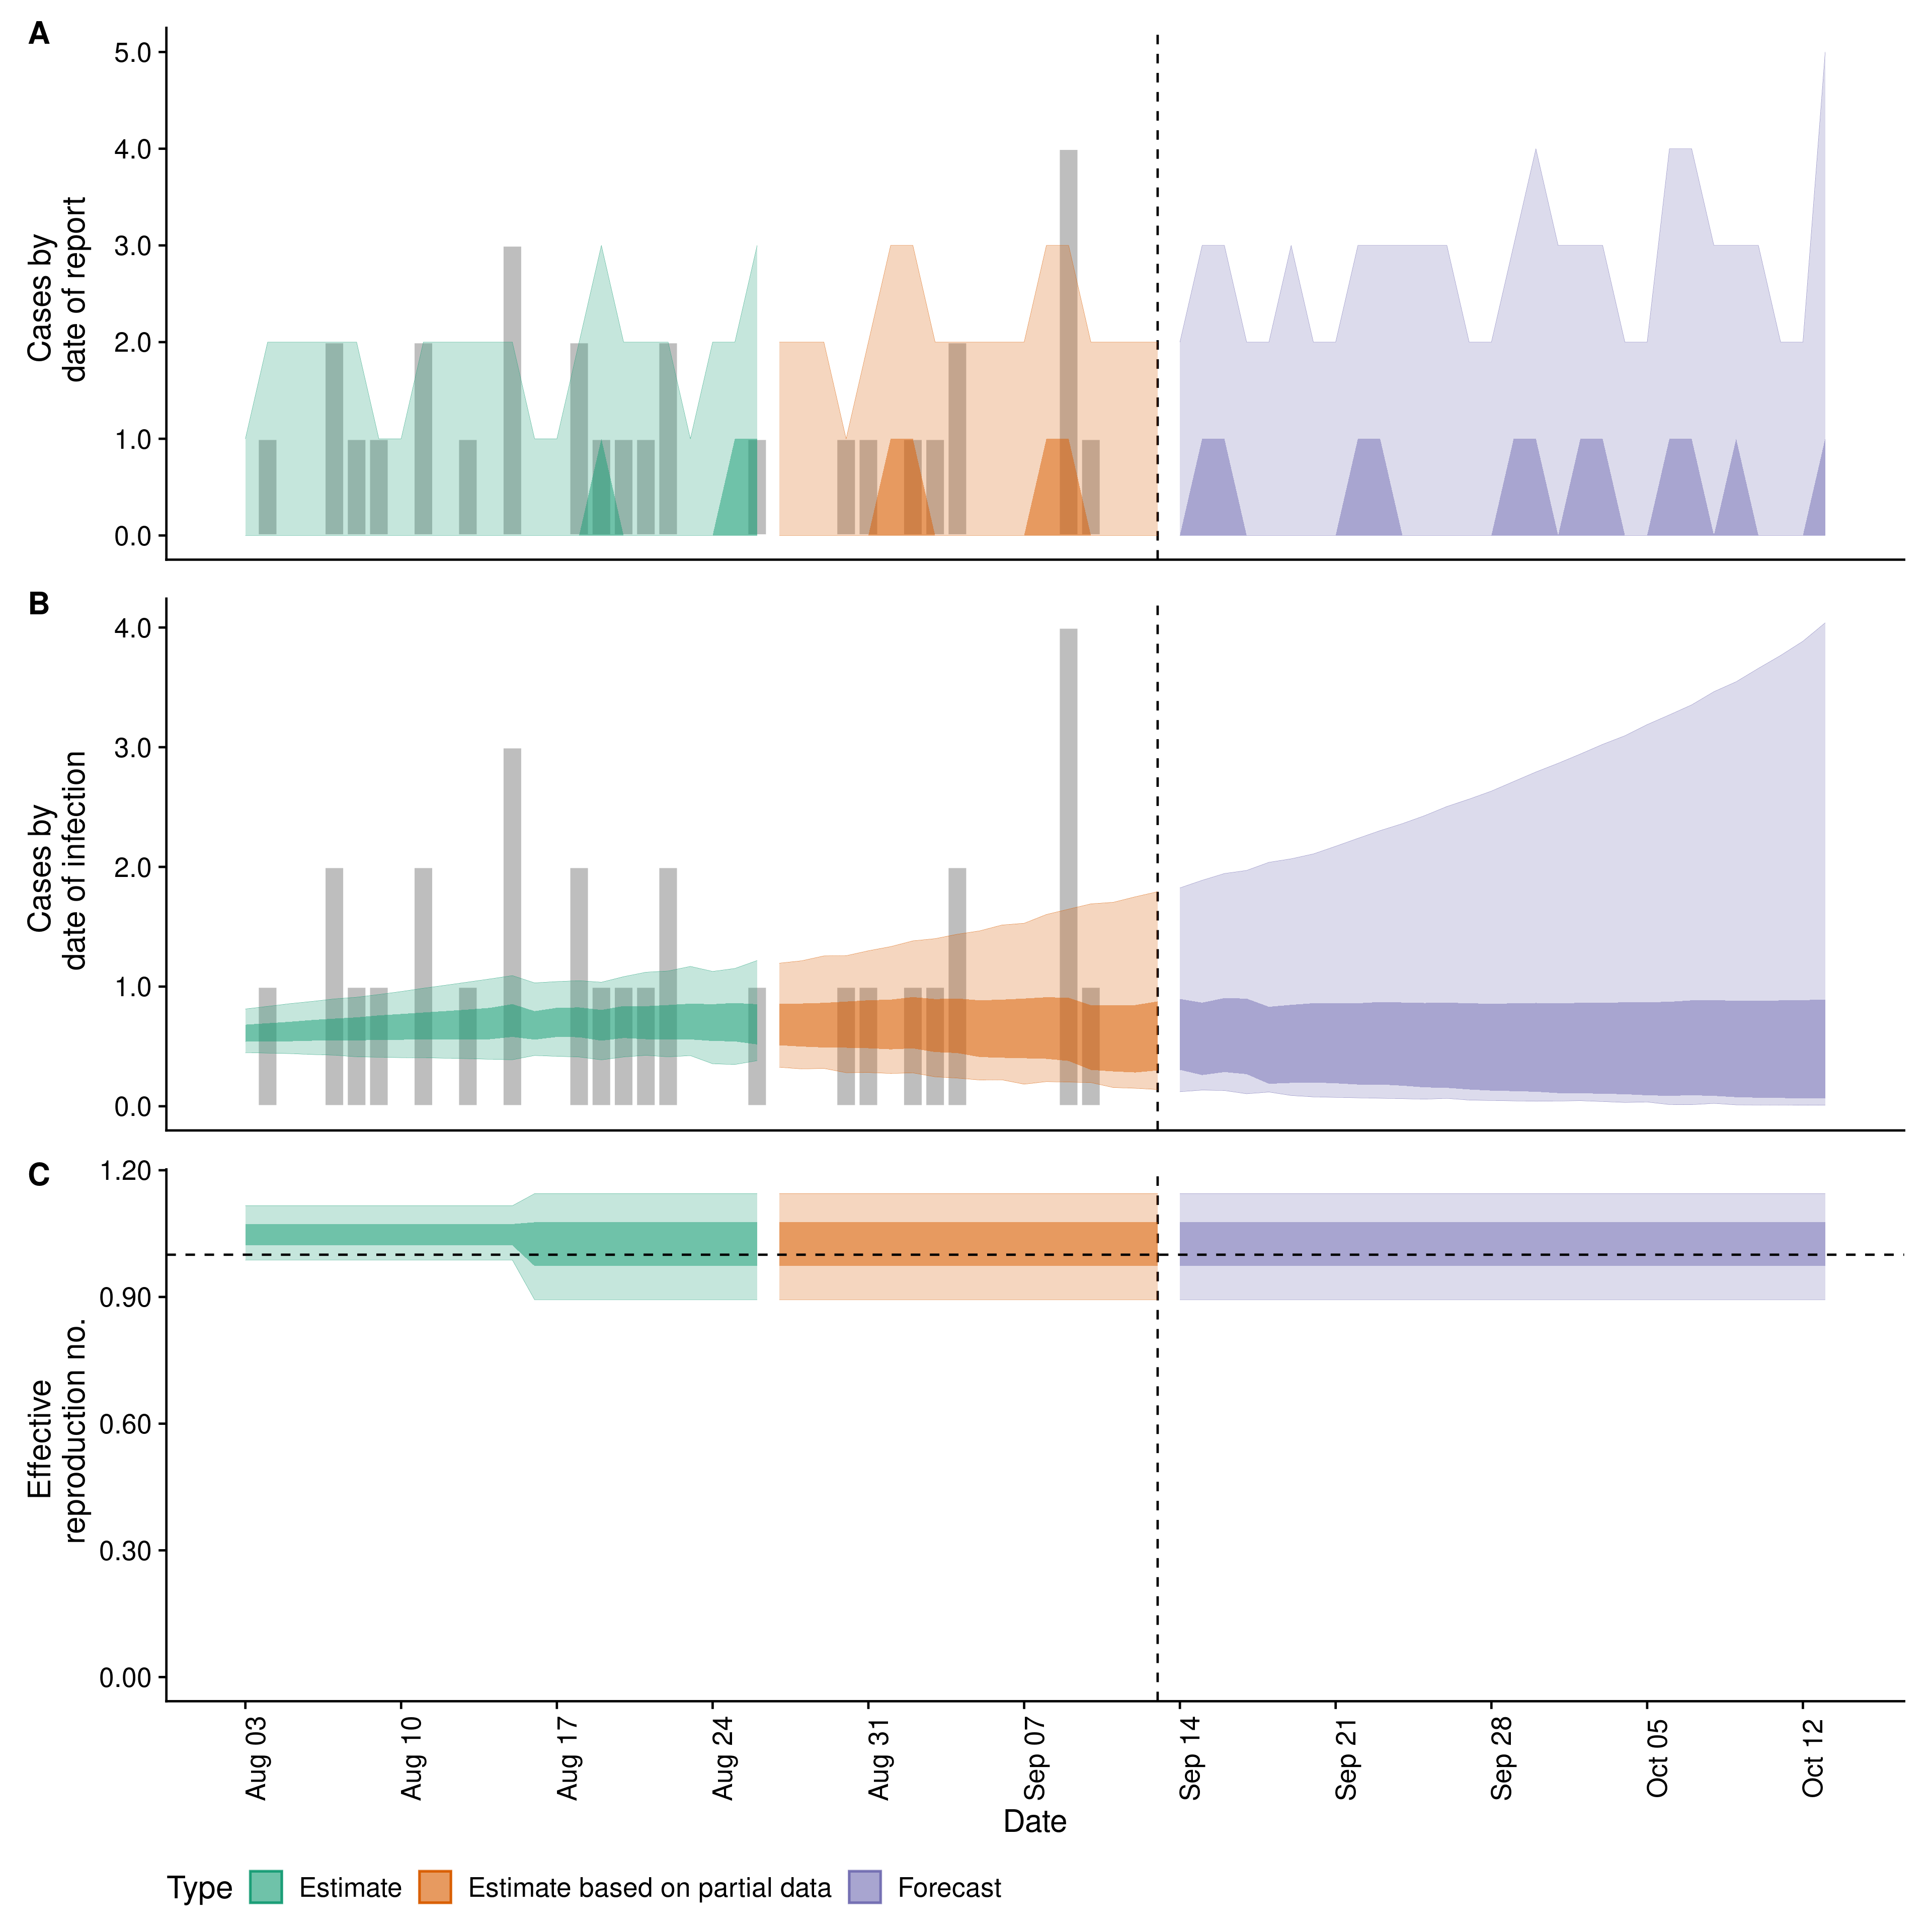 A
Cases by
date of report
5.0
4.0
3.0
2.0
1.0
0.0
B
Cases by
date of infection
4.0
3.0
2.0
1.0
0.0
C
Effective
reproduction no.
1.20
0.90
0.60
0.30
0.00
Aug 03
Aug 10
Aug 17
Aug 24
Aug 31
Sep 07
Sep 14
Sep 21
Sep 28
Oct 05
Oct 12
Date
Type Estimate Estimate based on partial data Forecast